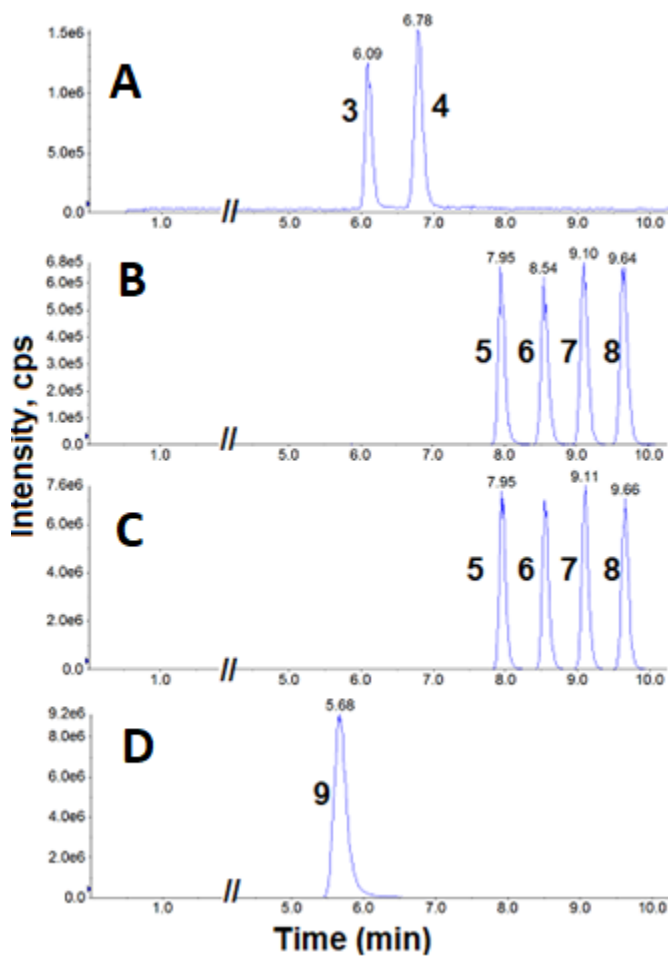 Intensity, cps
A
1.5e6
1.0e6
5.0e5
0.0
6.09
6.78
3
4
1.0 // 5.0 6.0 7.0 8.0 9.0 10.0
B
6.8e5
6.0e5
5.0e5
4.0e5
3.0e5
2.0e5
1.0e5
0.0
7.95 8.54 9.10 9.64
5 6 7 8
1.0 // 5.0 6.0 7.0 8.0 9.0 10.0
C
7.6e6
6.0e6
4.0e6
2.0e6
0.0
7.95 9.11 9.66
5 6 7 8
1.0 // 5.0 6.0 7.0 8.0 9.0 10.0
D
9.2e6
8.0e6
6.0e6
4.0e6
2.0e6
0.0
5.68
9
1.0 // 5.0 6.0 7.0 8.0 9.0 10.0
Time (min)